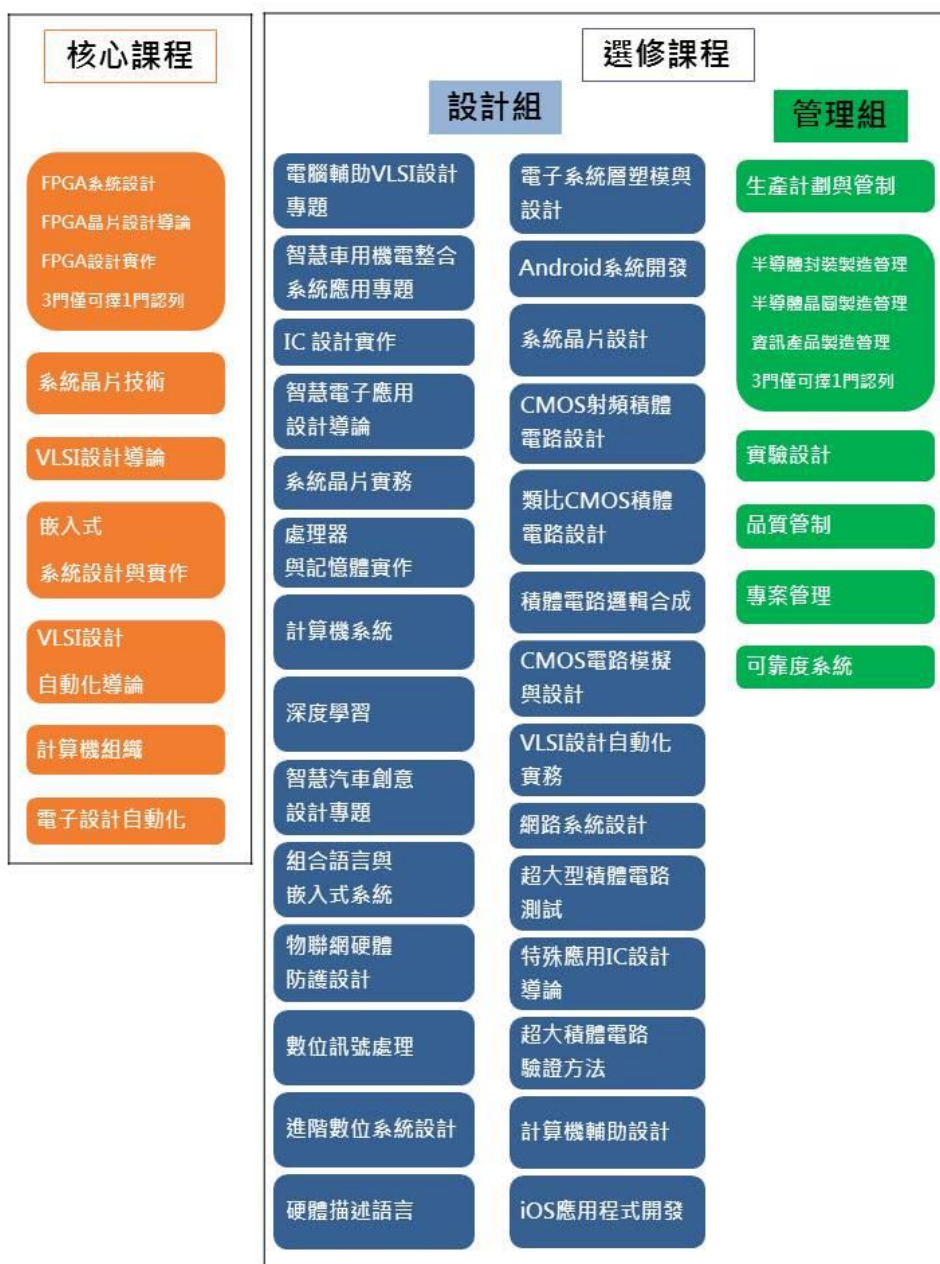 核心課程
FPGA系統設計
FPGA晶片設計導論
FPGA設計實作
3門僅可擇1門認列
系統晶片技術
VLSI設計導論
嵌入式
系統設計與實作
VLSI設計
自動化導論
計算機組織
電子設計自動化
選修課程
設計組
電腦輔助VLSI設計
專題
智慧車用機電整合
系統應用專題
IC 設計實作
智慧電子應用
設計導論
系統晶片實務
處理器
與記憶體實作
計算機系統
深度學習
智慧汽車創意
設計專題
組合語言與
嵌入式系統
物聯網硬體
防護設計
數位訊號處理
進階數位系統設計
硬體描述語言
電子系統層塑模與
設計
Android系統開發
系統晶片設計
CMOS射頻積體
電路設計
類比CMOS積體
電路設計
積體電路邏輯合成
CMOS電路模擬
與設計
VLSI設計自動化
實務
網路系統設計
超大型積體電路
測試
特殊應用IC設計
導論
超大積體電路
驗證方法
計算機輔助設計
iOS應用程式開發
管理組
生產計劃與管制
半導體封裝製造管理
半導體晶圓製造管理
資訊產品製造管理
3門僅可擇1門認列
實驗設計
品質管制
專案管理
可靠度系統